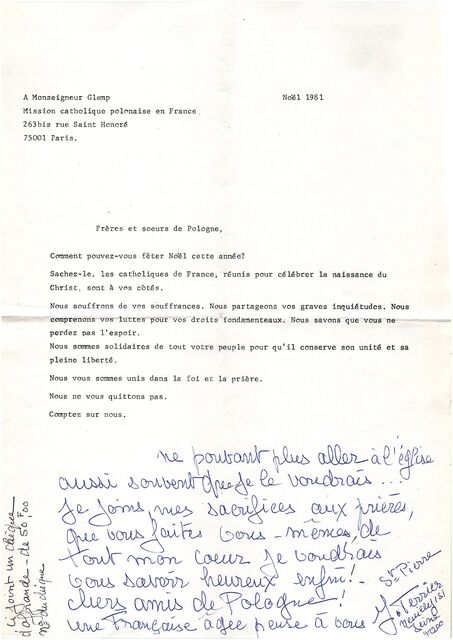 A Monseigneur Glemp
Noël 1981
Mission catholique polonaise en France
263bis rue Saint Honoré
75001 Paris.
Frères et soeurs de Pologne,
Comment pouvez-vous fêter Noël cette année?
Sachez-le, les catholiques de France, réunis pour célébrer la naissance du
Christ, sont à vos côtés.
Nous souffrons de vos souffrances. Nous partageons vos graves inquiétudes. Nous
comprenons vos luttes pour vos droits fondamenteaux. Nous savons que vous ne
perdez pas l'espoir.
Nous sommes solidaires de tout votre peuple pour qu'il conserve son unité et sa
pleine liberté.
Nous vous sommes unis dans la foi et la prière.
Nous ne vous quittons pas.
Comptez sur nous.
ne pouvant plus aller à l'église
aussi souvent que je le voudrais...
je joins mes sacrifices aux prières,
que vous faites vous-mêmes, de
tout mon coeur je voudrais
vous savoir heureux enfin!
chers amis de Pologne!
une Française âgée pense à vous
ci joint un chèque
d'offrande - de 50F,00
St Pierre